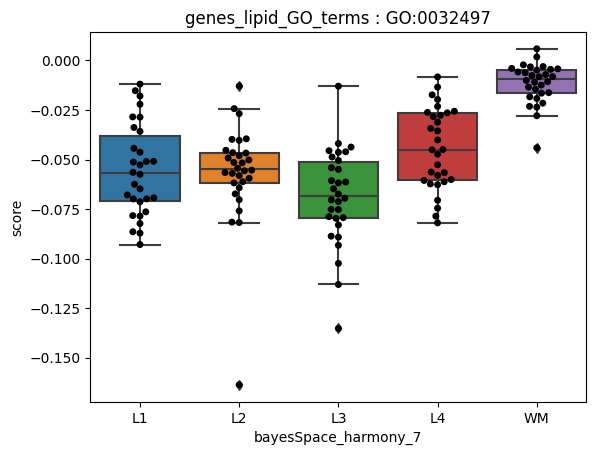 genes_lipid_GO_terms : GO:0032497
0.000
−0.025
−0.050
−0.075
−0.100
−0.125
−0.150
score
L1 L2 L3 L4 WM
bayesSpace_harmony_7